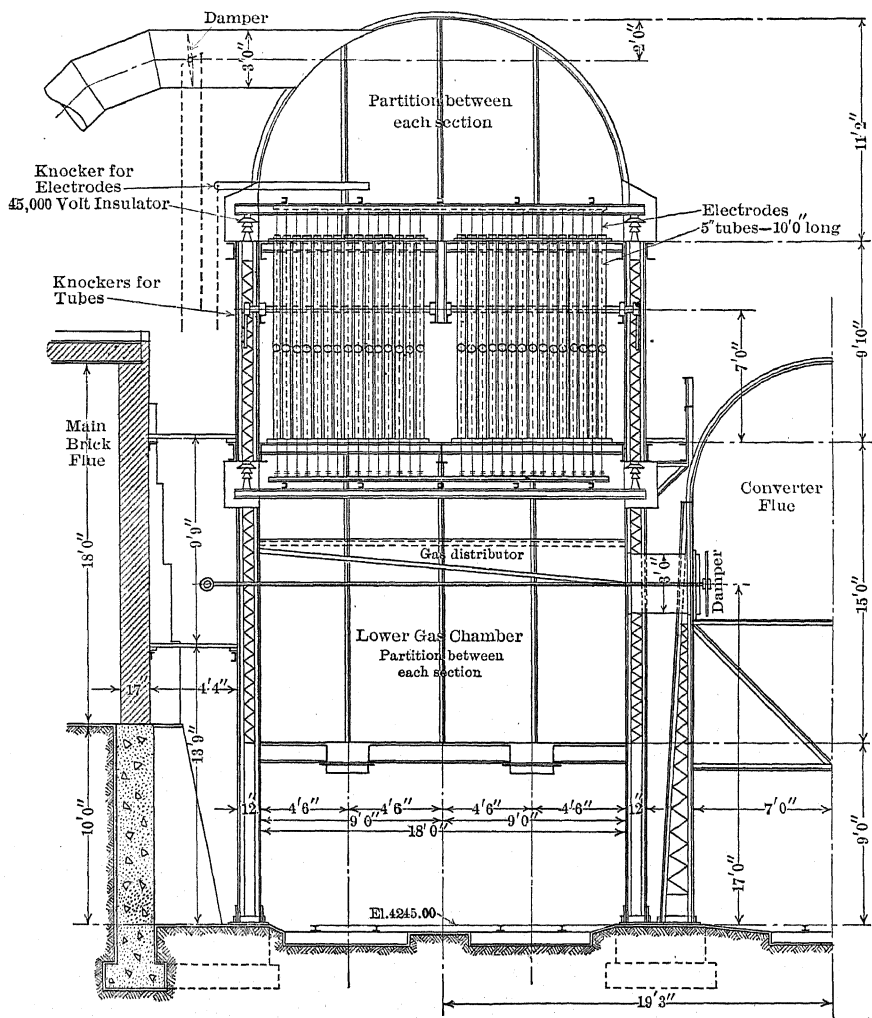 Damper
3'0"
2'0"
Partition between
each section
11'2"
Knocker for
Electrodes
45,000 Volt Insulator
Electrodes
5" tubes—10'0" long
Knockers for
Tubes
7'0"
9'10"
Main
Brick
Flue
Converter
Flue
18'0"
9'9"
Gas distributor
3'0"
Damper
15'0"
Lower Gas Chamber
Partition between
each section
17"
4'4"
13'9"
10'0"
12"
4'6"
4'6"
4'6"
4'6"
12"
7'0"
9'0"
9'0"
18'0"
17'0"
9'0"
El.4245.00
19'3"